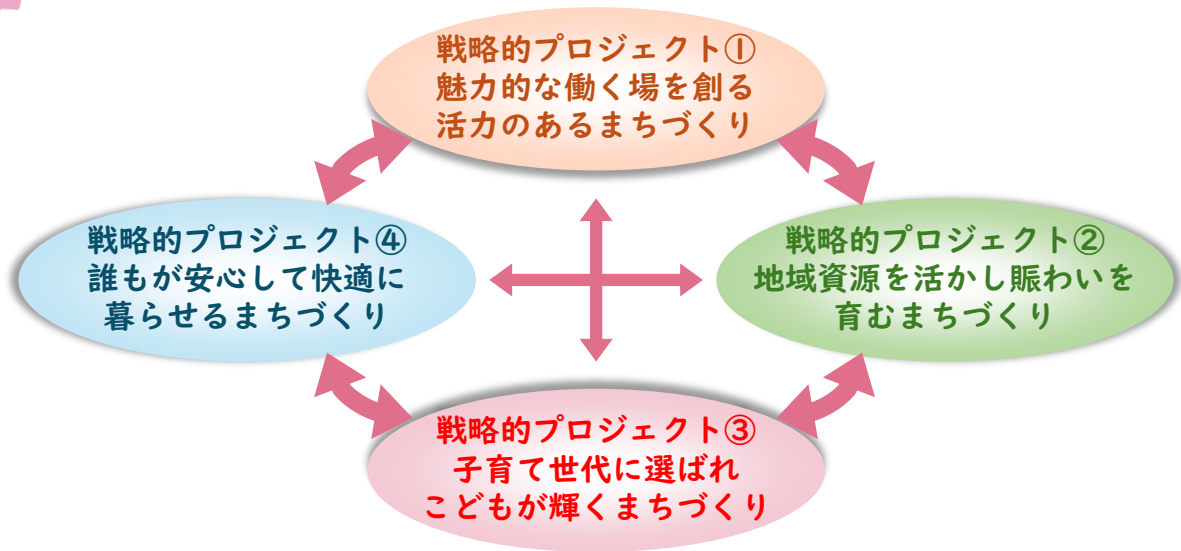 戦略的プロジェクト①
魅力的な働く場を創る
活力のあるまちづくり
戦略的プロジェクト④
誰もが安心して快適に
暮らせるまちづくり
戦略的プロジェクト②
地域資源を活かし賑わいを
育むまちづくり
戦略的プロジェクト③
子育て世代に選ばれ
こどもが輝くまちづくり